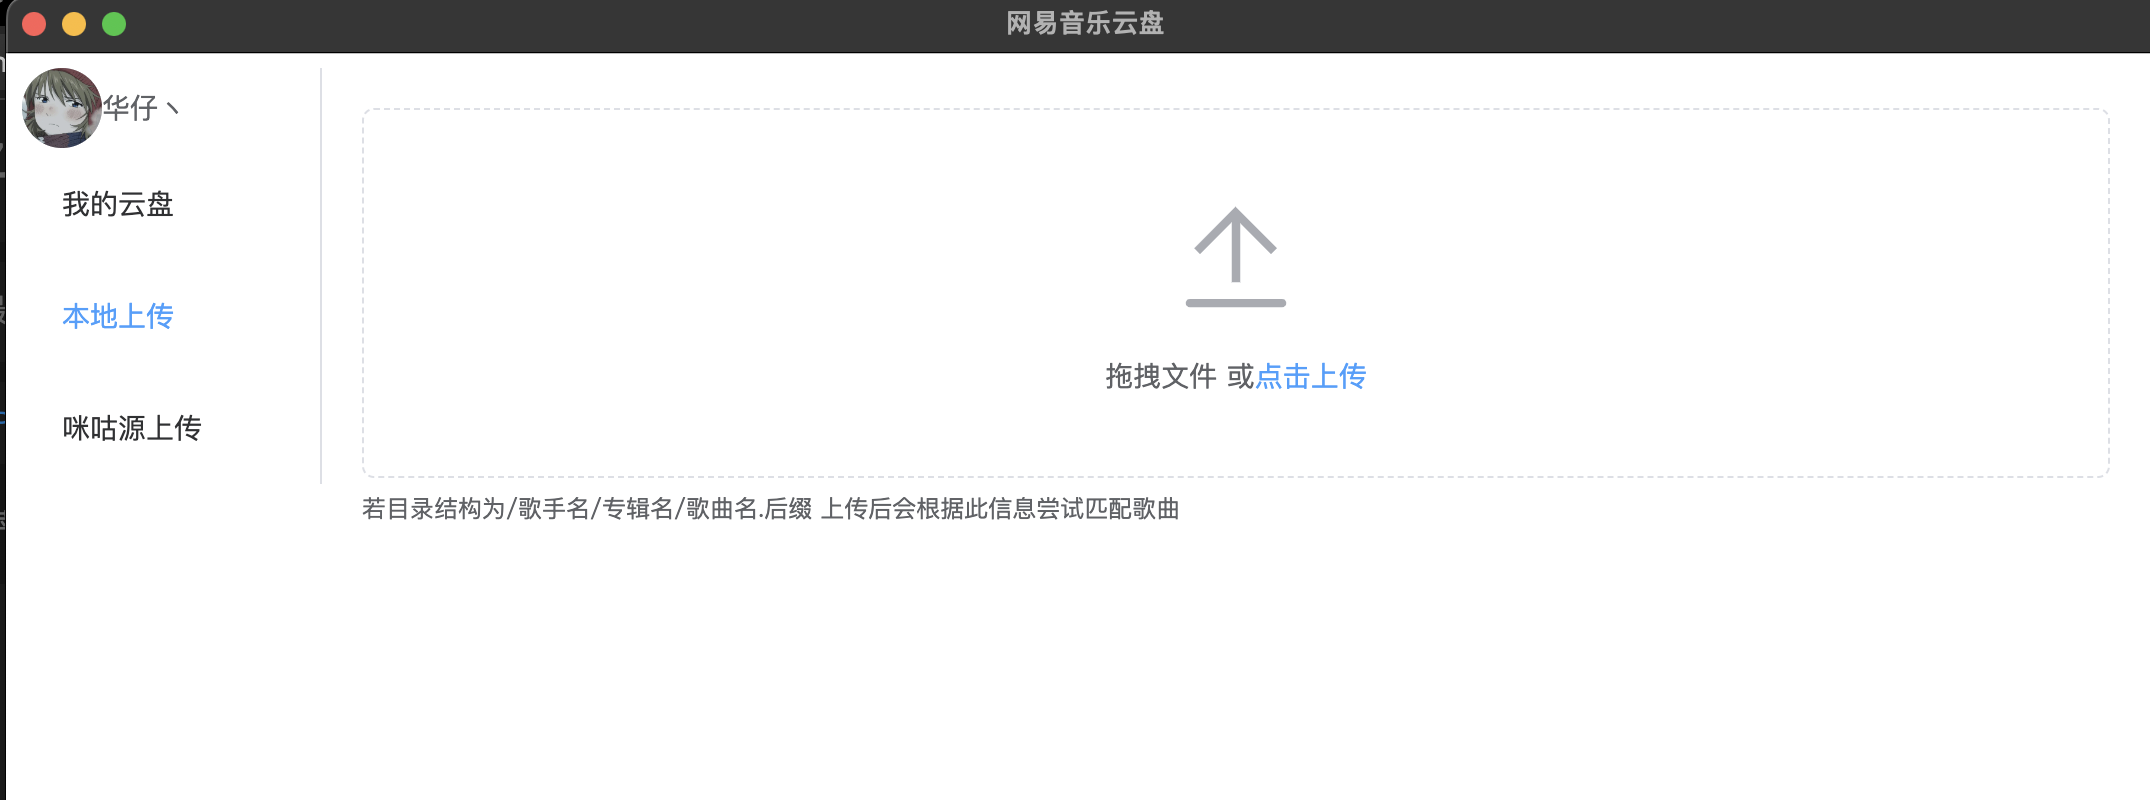 网易音乐云盘
华仔丶
我的云盘
本地上传
咪咕源上传
拖拽文件 或点击上传
若目录结构为/歌手名/专辑名/歌曲名.后缀 上传后会根据此信息尝试匹配歌曲